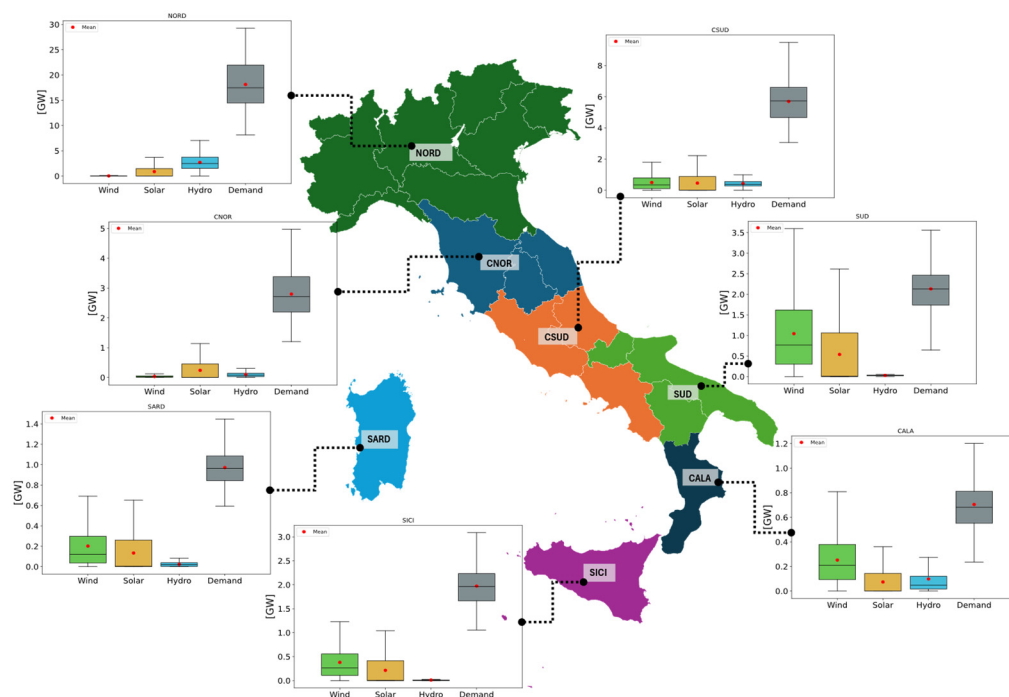 NORD
Mean
[GW]
30
25
20
15
10
5
0
Wind Solar Hydro Demand
CSUD
Mean
[GW]
8
6
4
2
0
Wind Solar Hydro Demand
CNOR
Mean
[GW]
5
4
3
2
1
0
Wind Solar Hydro Demand
SUD
Mean
[GW]
3.5
3.0
2.5
2.0
1.5
1.0
0.5
0.0
Wind Solar Hydro Demand
SARD
Mean
[GW]
1.4
1.2
1.0
0.8
0.6
0.4
0.2
0.0
Wind Solar Hydro Demand
CALA
Mean
[GW]
1.2
1.0
0.8
0.6
0.4
0.2
0.0
Wind Solar Hydro Demand
SICI
Mean
[GW]
3.0
2.5
2.0
1.5
1.0
0.5
0.0
Wind Solar Hydro Demand
NORD
CNOR
CSUD
SUD
SARD
CALA
SICI